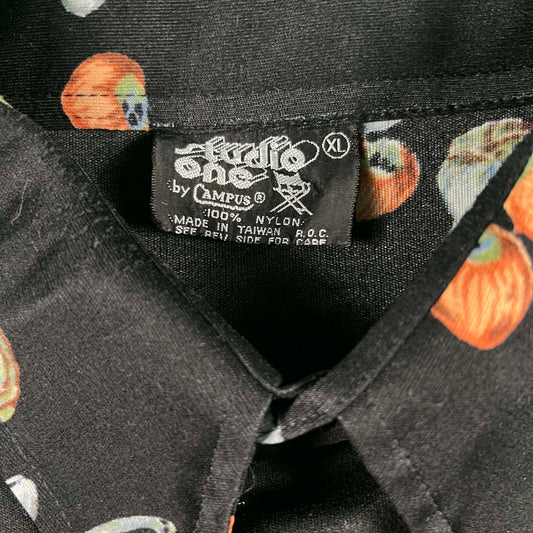 studio
one
XL
by CAMPUS®
100% NYLON
MADE IN TAIWAN R.O.C.
SEE REV SIDE FOR CARE